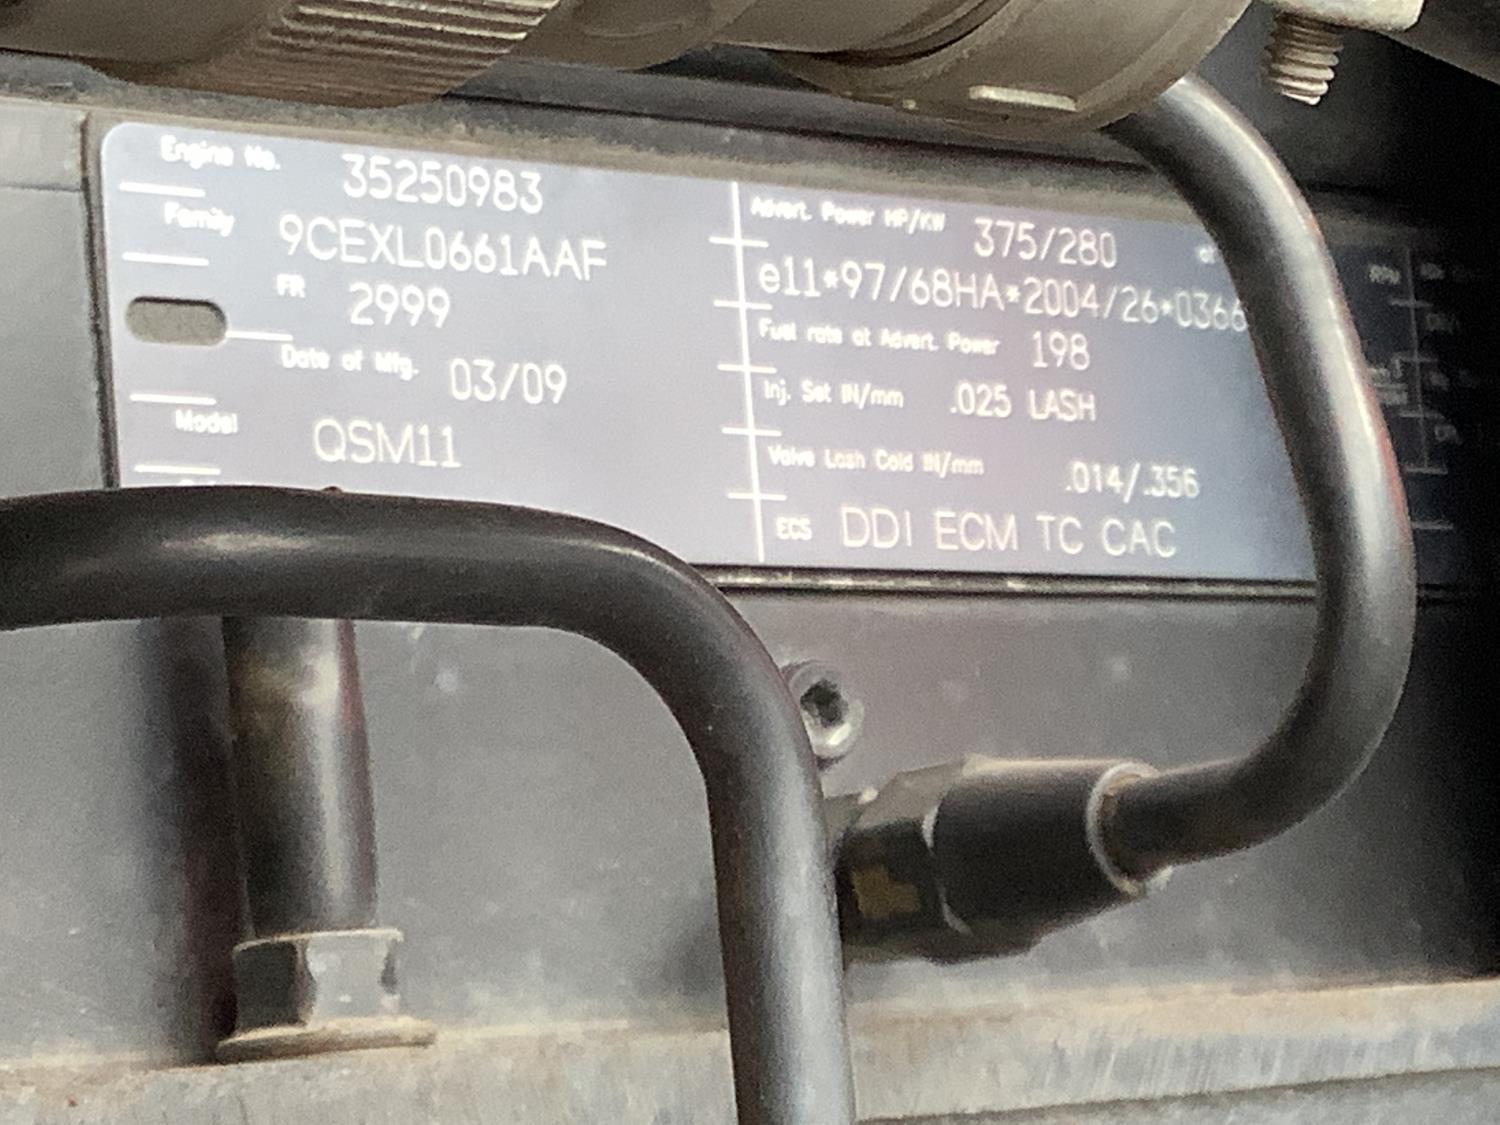 Engine No. 35250983
Family 9CEXL0661AAF
FR 2999
Date of Mfg. 03/09
Model QSM11
Advert. Power HP/KW 375/280
e11*97/68HA*2004/26*0366
Fuel rate at Advert. Power 198
Inj. Set IN/mm .025 LASH
Valve Lash Cold IN/mm .014/.356
ECS DDI ECM TC CAC